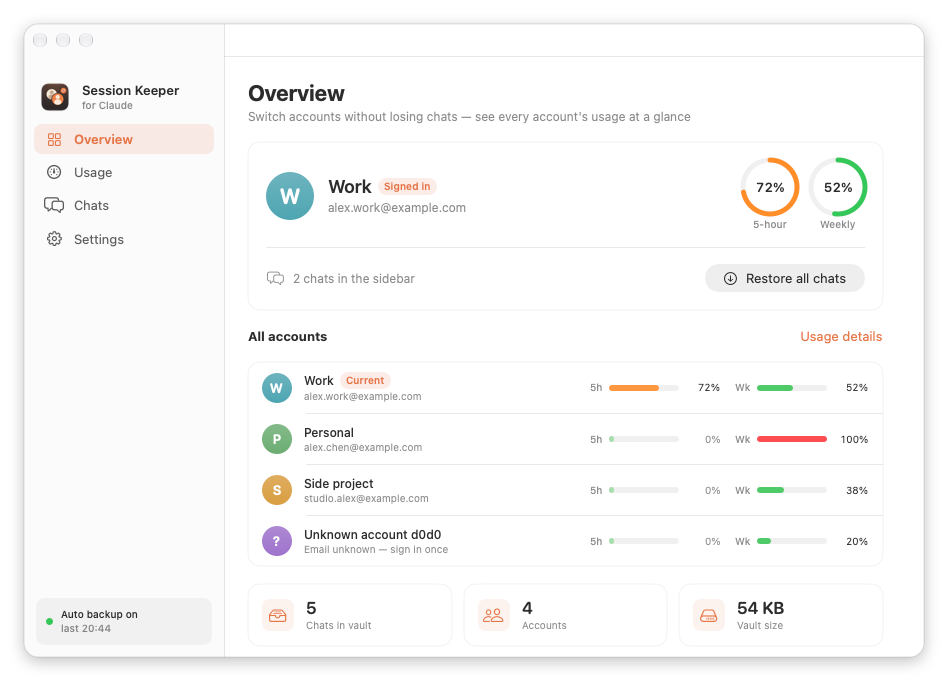 Session Keeper
for Claude
Overview
Usage
Chats
Settings
Auto backup on
last 20:44
Overview
Switch accounts without losing chats — see every account's usage at a glance
W
Work Signed in
alex.work@example.com
72% 52%
5-hour Weekly
2 chats in the sidebar
Restore all chats
All accounts Usage details
W
Work Current
alex.work@example.com
5h 72% Wk 52%
P
Personal
alex.chen@example.com
5h 0% Wk 100%
S
Side project
studio.alex@example.com
5h 0% Wk 38%
?
Unknown account d0d0
Email unknown — sign in once
5h 0% Wk 20%
5
Chats in vault
4
Accounts
54 KB
Vault size